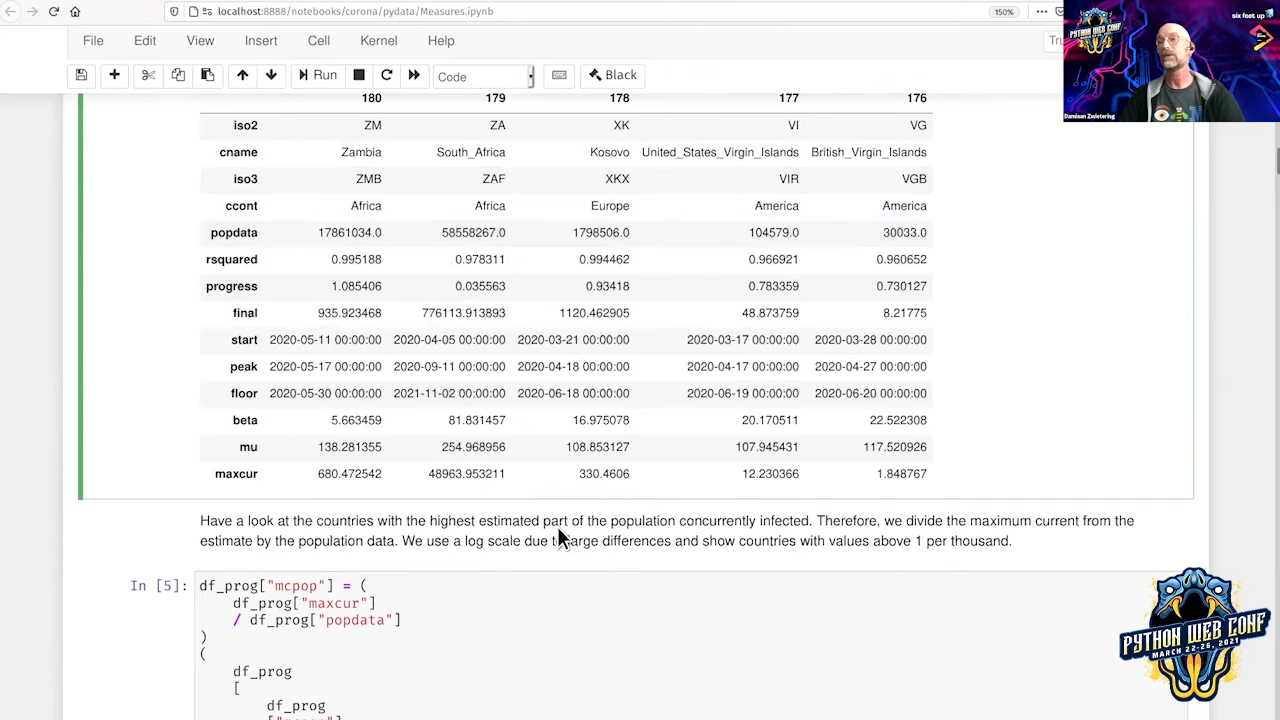 localhost:8888/notebooks/corona/pydata/Measures.ipynb
150%
six feet up
PYTHON WEB CONF
Damiaan Zwietering
File Edit View Insert Cell Kernel Help
Run Code Black
180 179 178 177 176
iso2 ZM ZA XK VI VG
cname Zambia South_Africa Kosovo United_States_Virgin_Islands British_Virgin_Islands
iso3 ZMB ZAF XKX VIR VGB
ccont Africa Africa Europe America America
popdata 17861034.0 58558267.0 1798506.0 104579.0 30033.0
rsquared 0.995188 0.978311 0.994462 0.966921 0.960652
progress 1.085406 0.035563 0.93418 0.783359 0.730127
final 935.923468 776113.913893 1120.462905 48.873759 8.21775
start 2020-05-11 00:00:00 2020-04-05 00:00:00 2020-03-21 00:00:00 2020-03-17 00:00:00 2020-03-28 00:00:00
peak 2020-05-17 00:00:00 2020-09-11 00:00:00 2020-04-18 00:00:00 2020-04-17 00:00:00 2020-04-27 00:00:00
floor 2020-05-30 00:00:00 2021-11-02 00:00:00 2020-06-18 00:00:00 2020-06-19 00:00:00 2020-06-20 00:00:00
beta 5.663459 81.831457 16.975078 20.170511 22.522308
mu 138.281355 254.968956 108.853127 107.945431 117.520926
maxcur 680.472542 48963.953211 330.4606 12.230366 1.848767
Have a look at the countries with the highest estimated part of the population concurrently infected. Therefore, we divide the maximum current from the
estimate by the population data. We use a log scale due to large differences and show countries with values above 1 per thousand.
In [5]: df_prog["mcpop"] = (
df_prog["maxcur"]
/ df_prog["popdata"]
)
(
df_prog
[
df_prog
PYTHON WEB CONF
MARCH 22-26, 2021